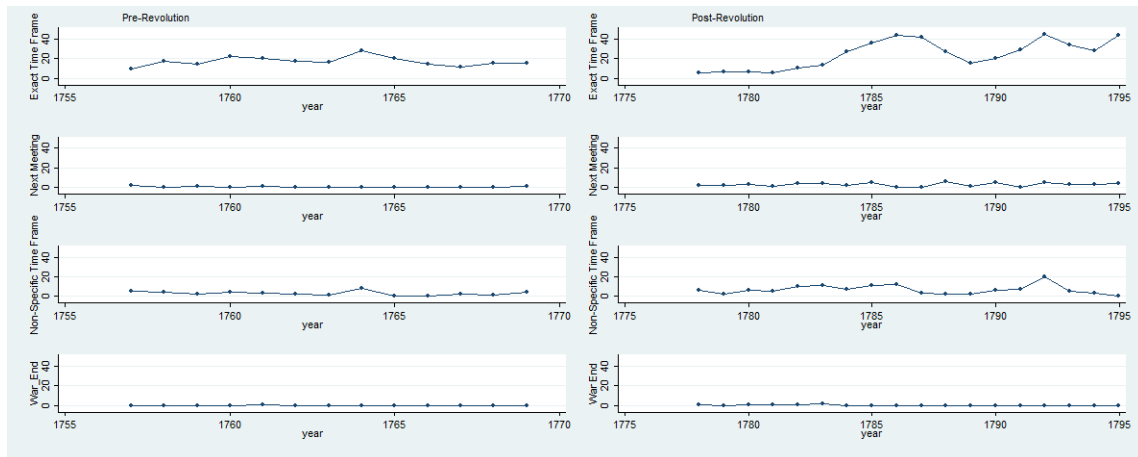 Pre-Revolution
Exact Time Frame
0 20 40
1755 1760 1765 1770
year
Next Meeting
0 20 40
1755 1760 1765 1770
year
Non-Specific Time Frame
0 20 40
1755 1760 1765 1770
year
War_End
0 20 40
1755 1760 1765 1770
year
Post-Revolution
Exact Time Frame
0 20 40
1775 1780 1785 1790 1795
year
Next Meeting
0 20 40
1775 1780 1785 1790 1795
year
Non-Specific Time Frame
0 20 40
1775 1780 1785 1790 1795
year
War End
0 20 40
1775 1780 1785 1790 1795
year